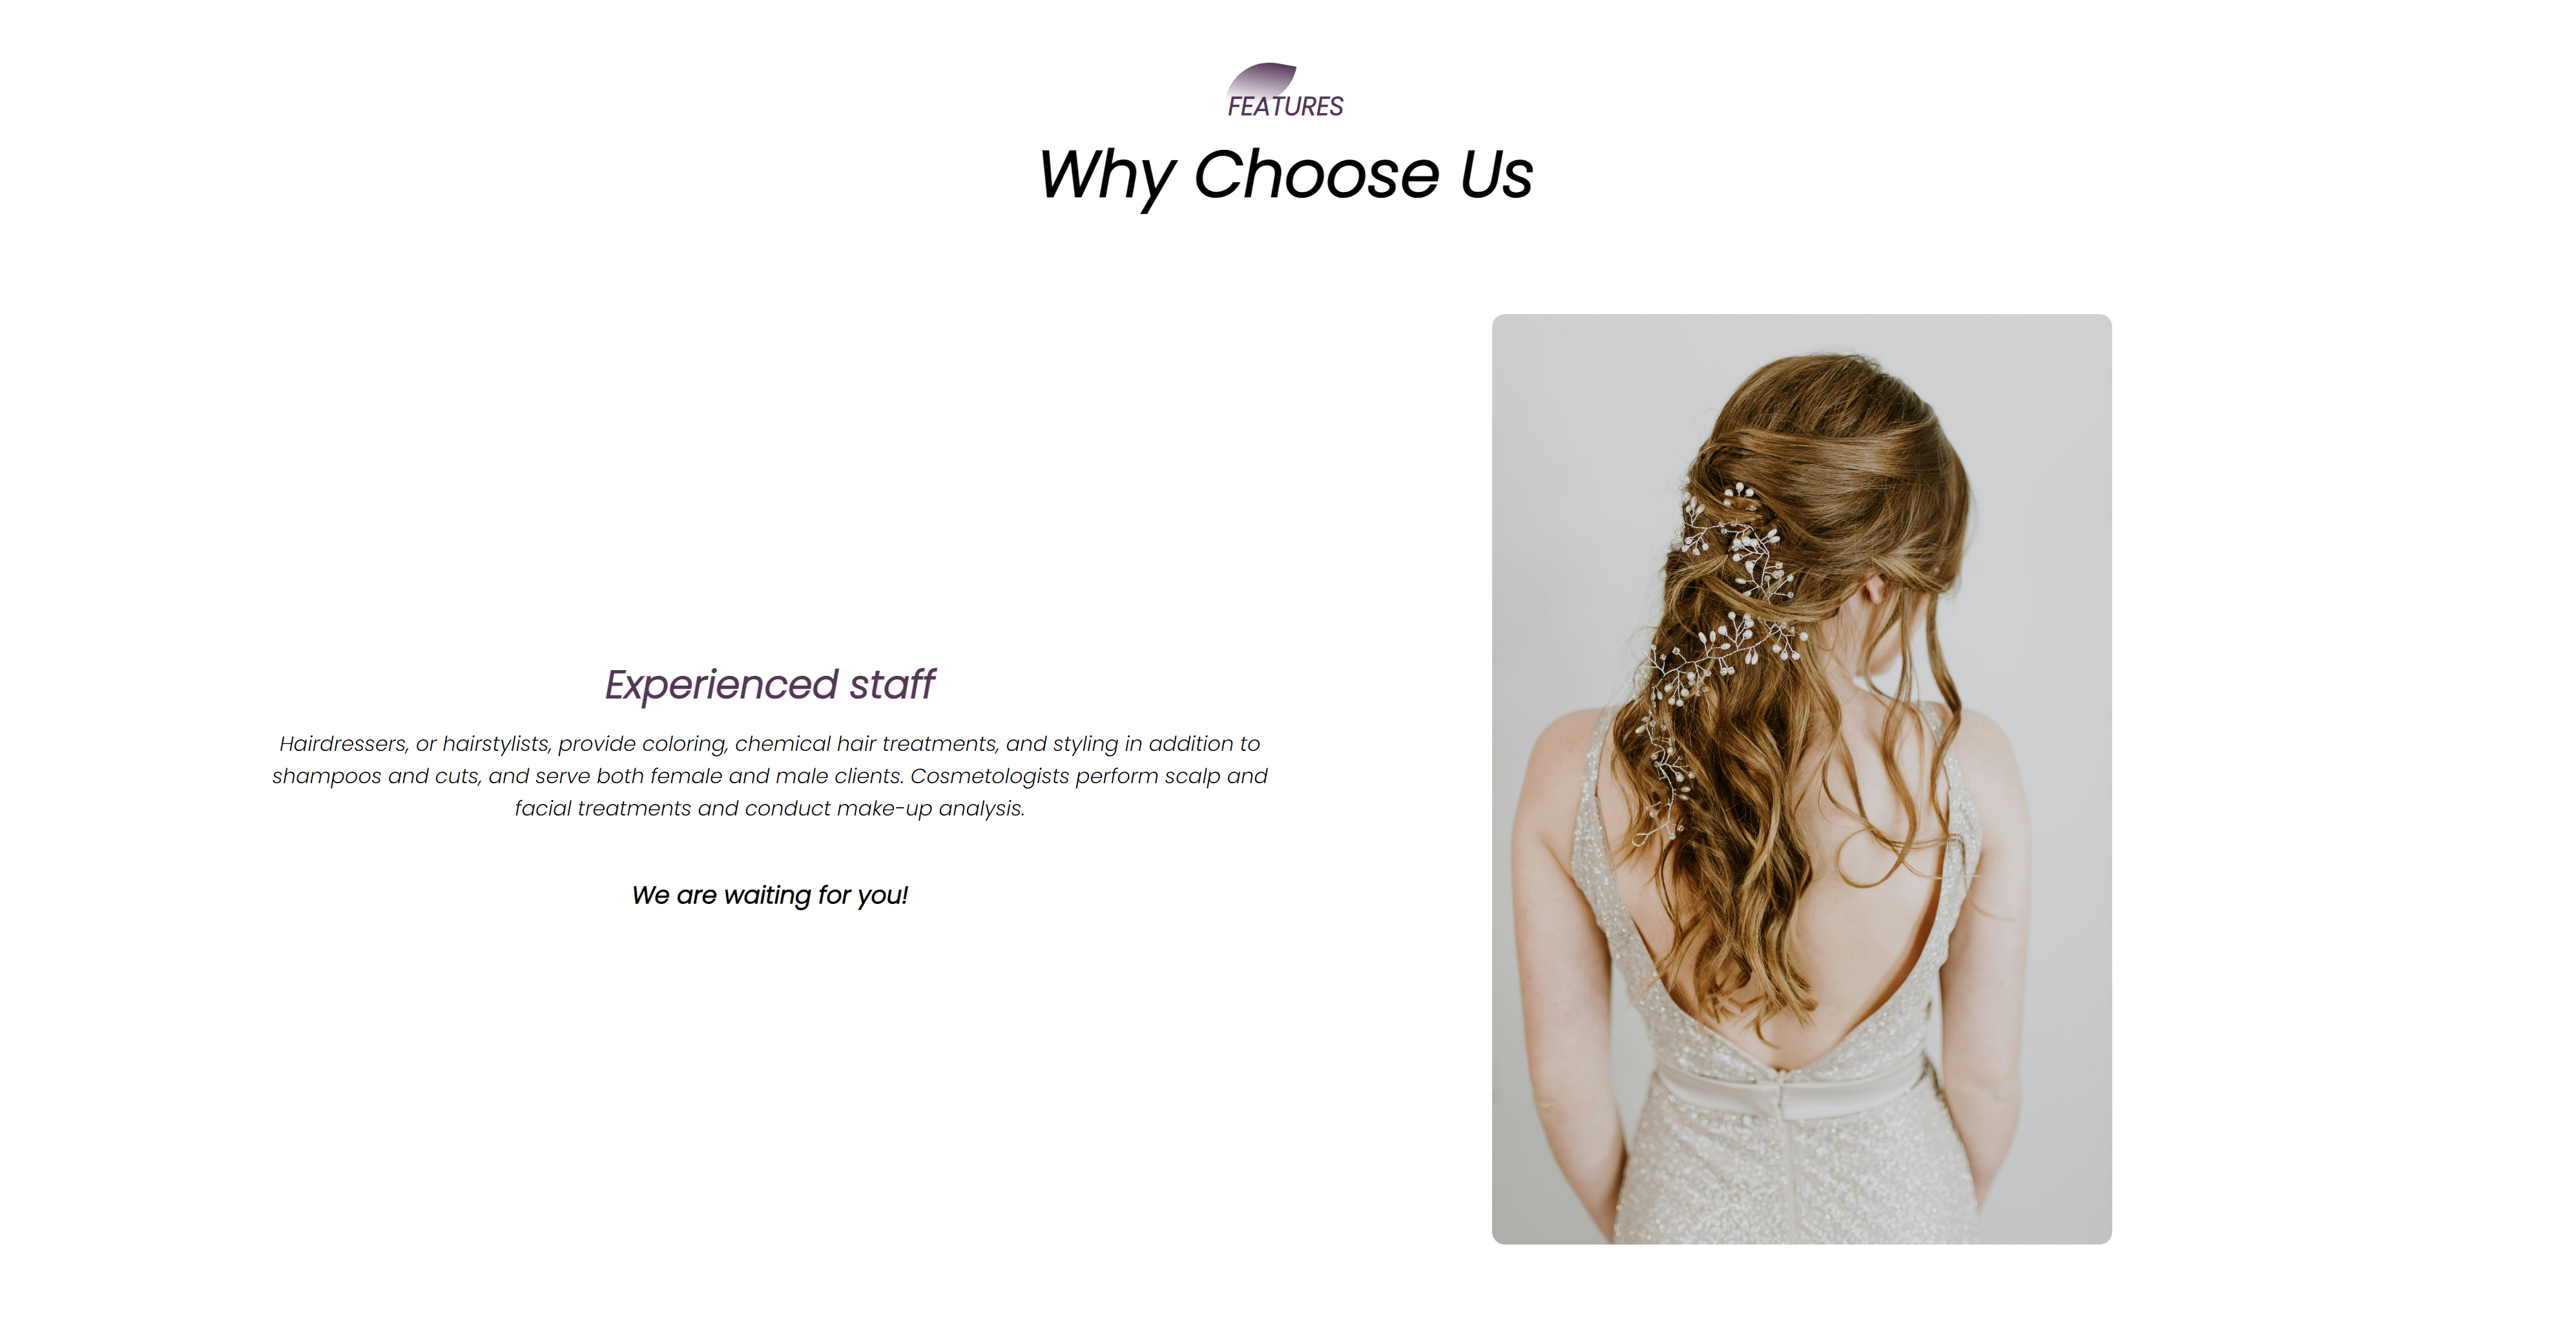 FEATURES
Why Choose Us
Experienced staff
Hairdressers, or hairstylists, provide coloring, chemical hair treatments, and styling in addition to
shampoos and cuts, and serve both female and male clients. Cosmetologists perform scalp and
facial treatments and conduct make-up analysis.
We are waiting for you!